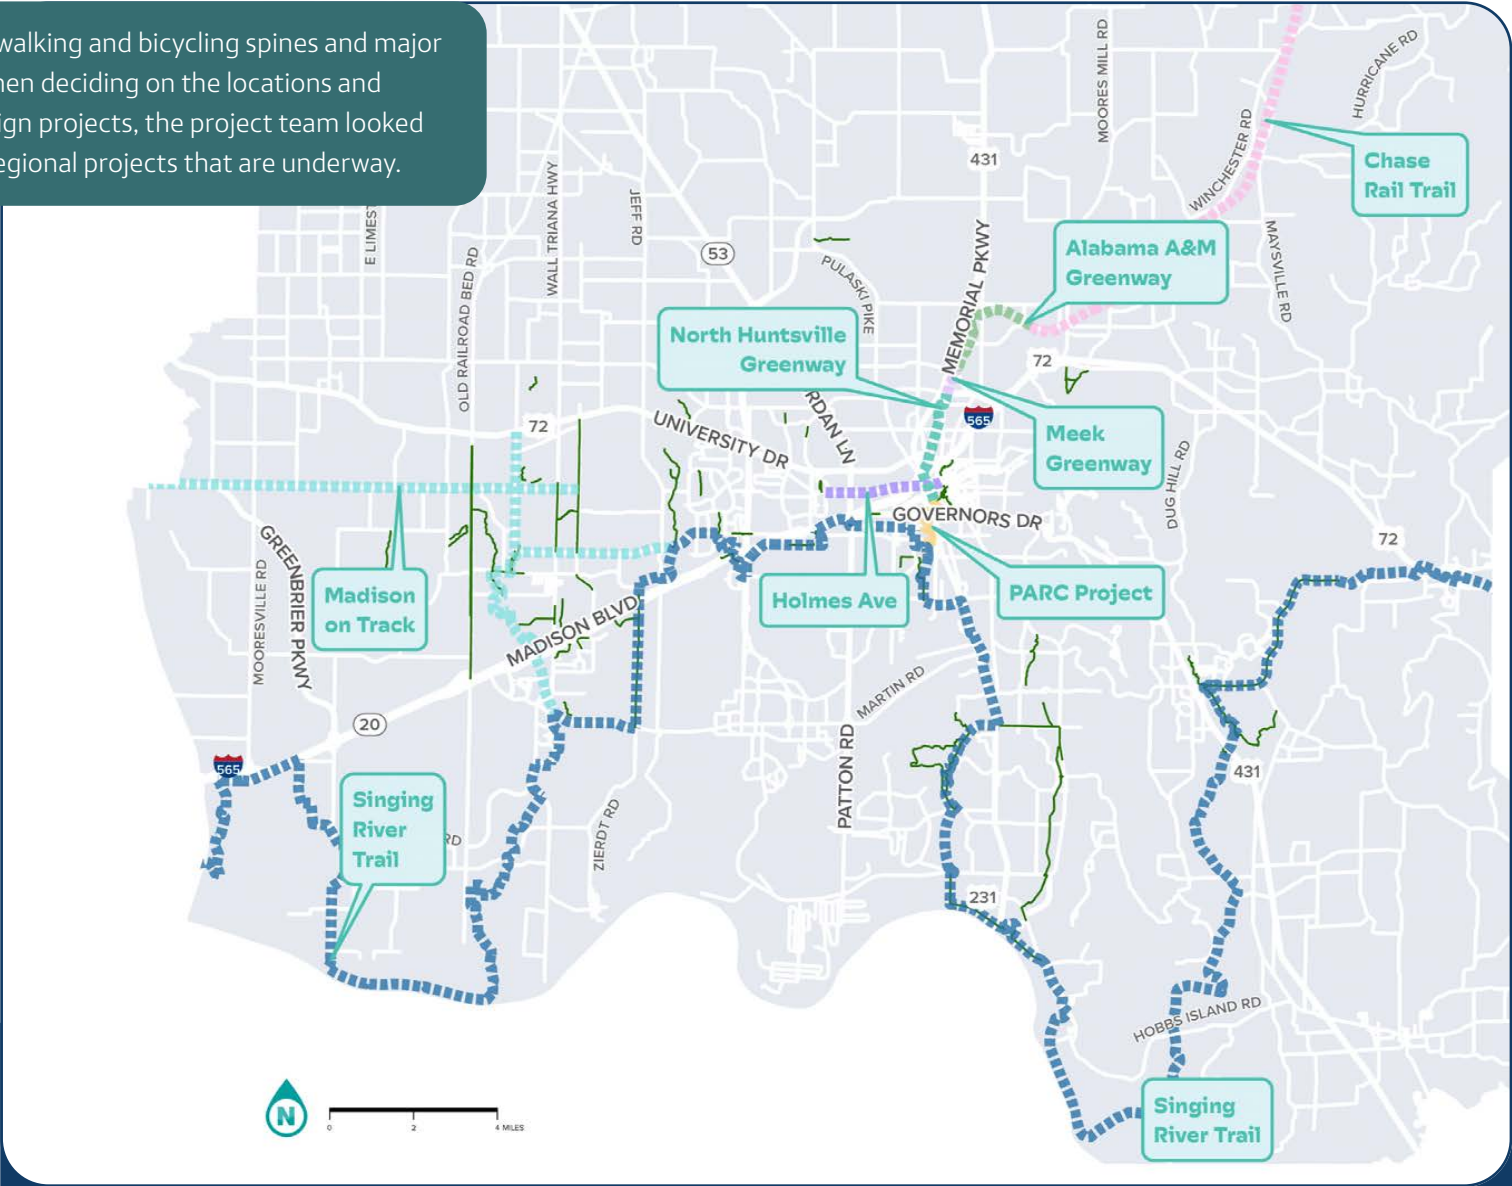 walking and bicycling spines and major
hen deciding on the locations and
ign projects, the project team looked
egional projects that are underway.
MOORES MILL RD
HURRICANE RD
431
WINCHESTER RD
Chase
Rail Trail
WALL TRIANA HWY
JEFF RD
E LIMEST
OLD RAILROAD BED RD
53
PULASKI PIKE
MEMORIAL PKWY
Alabama A&M
Greenway
MAYSVILLE RD
North Huntsville
Greenway
72
RDAN LN
565
72
UNIVERSITY DR
Meek
Greenway
DUG HILL RD
GOVERNORS DR
72
GREENBRIER PKWY
MOORESVILLE RD
Madison
on Track
MADISON BLVD
Holmes Ave
PARC Project
MARTIN RD
20
PATTON RD
565
431
Singing
River
Trail
RD
ZIERDT RD
231
HOBBS ISLAND RD
N
0 2 4 MILES
Singing
River Trail